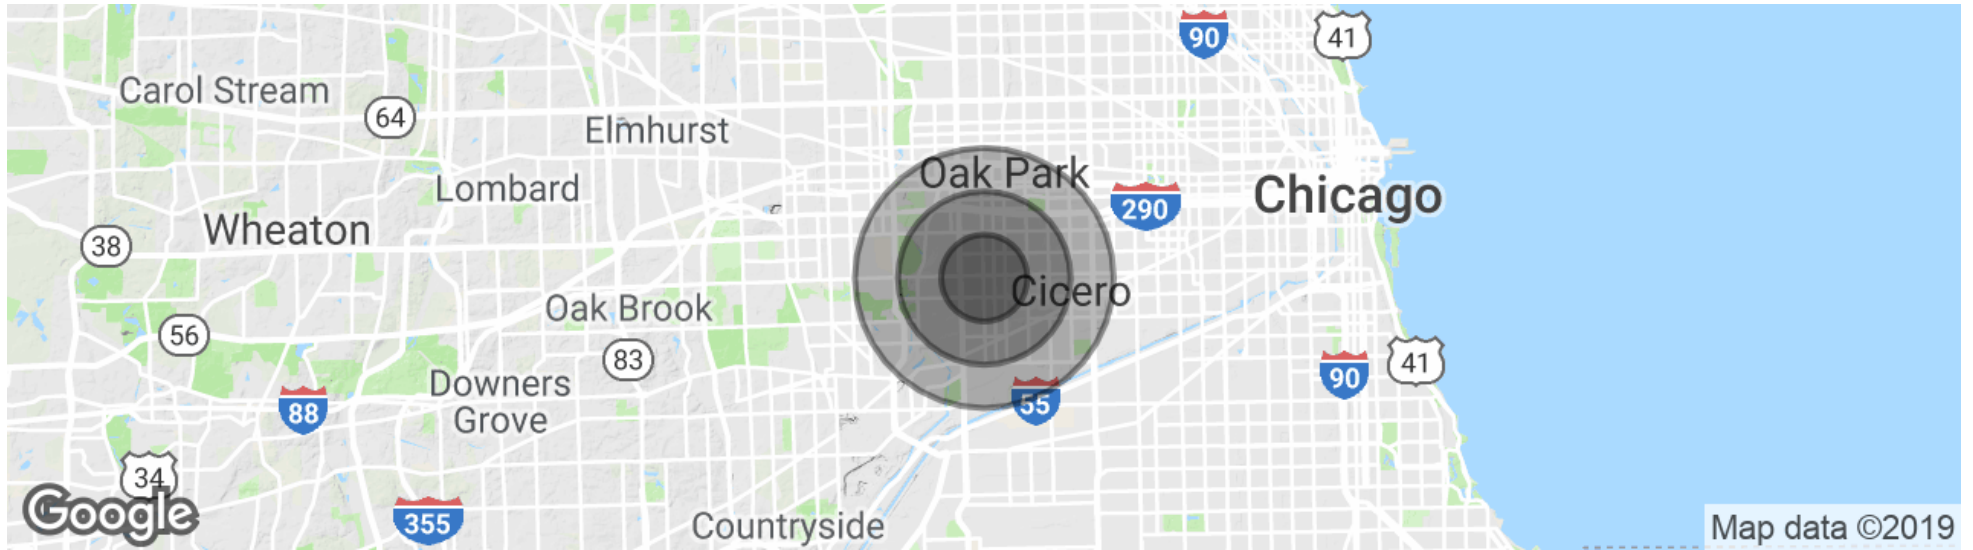 90
41
Carol Stream
64
Elmhurst
Oak Park
Lombard
290
Chicago
Wheaton
38
Cicero
Oak Brook
56
83
41
90
Downers
Grove
88
55
34
Google
355
Countryside
Map data ©2019